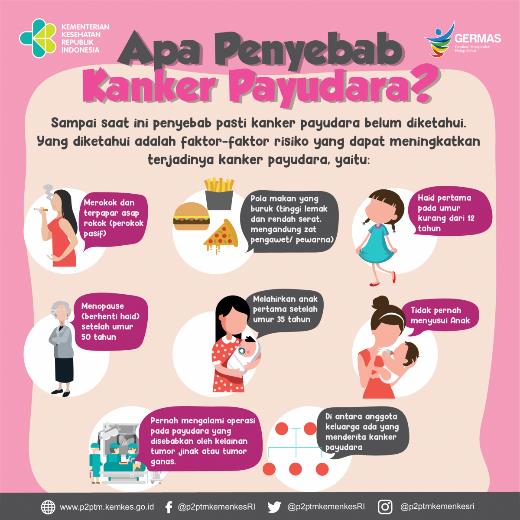 KEMENTERIAN
KESEHATAN
REPUBLIK
INDONESIA
GERMAS
Apa Penyebab
Kanker Payudara?
Sampai saat ini penyebab pasti kanker payudara belum diketahui.
Yang diketahui adalah faktor-faktor risiko yang dapat meningkatkan
terjadinya kanker payudara, yaitu:
Merokok dan
terpapar asap
rokok (perokok
pasif)
Pola makan yang
buruk (tinggi lemak
dan rendah serat,
mengandung zat
pengawet/ pewarna)
Haid pertama
pada umur
kurang dari 12
tahun
Menopause
(berhenti haid)
setelah umur
50 tahun
Melahirkan anak
pertama setelah
umur 35 tahun
Tidak pernah
menyusui Anak
Pernah mengalami operasi
pada payudara yang
disebabkan oleh kelainan
tumor jinak atau tumor
ganas.
Di antara anggota
keluarga ada yang
menderita kanker
payudara
www.p2ptm.kemkes.go.id
@p2ptmkemenkesRI
@p2ptmkemenkesRI
@p2ptmkemenkesri